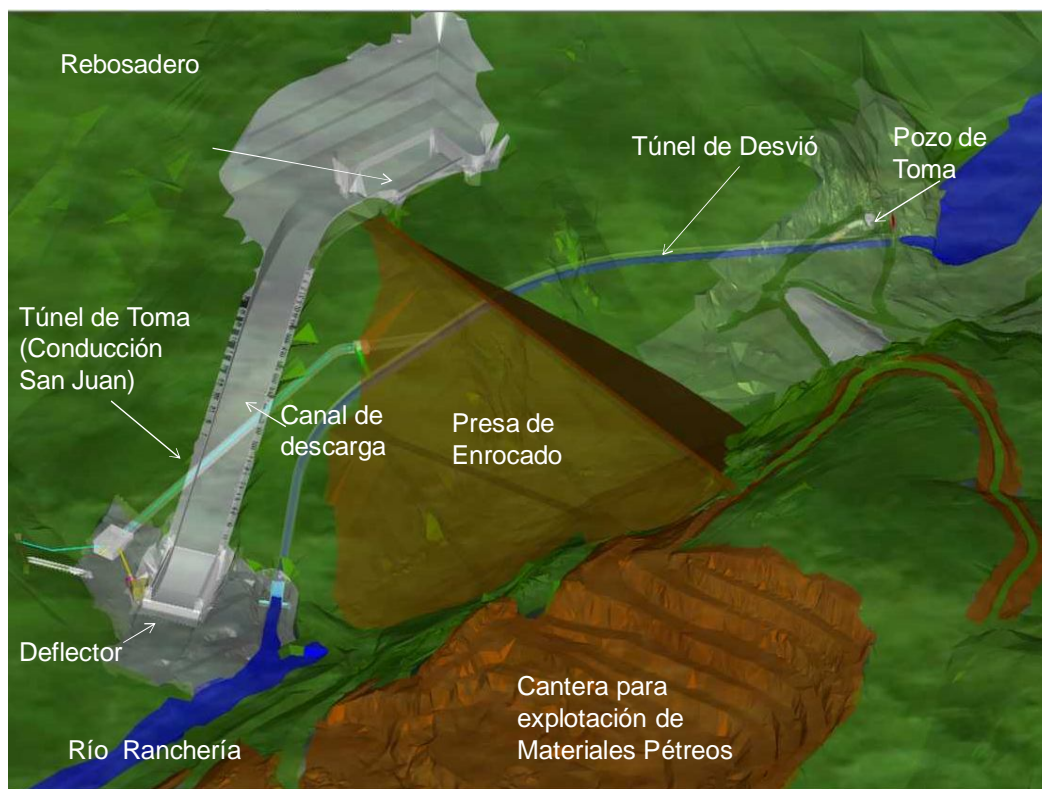 Rebosadero
Túnel de Desvió
Pozo de
Toma
Túnel de Toma
(Conducción
San Juan)
Canal de
descarga
Presa de
Enrocado
Deflector
Cantera para
explotación de
Materiales Pétreos
Río Ranchería